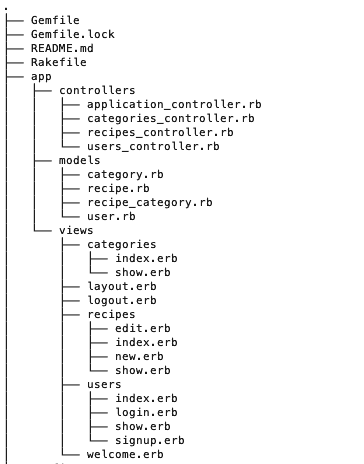 .
├── Gemfile
├── Gemfile.lock
├── README.md
├── Rakefile
├── app
│   ├── controllers
│   │   ├── application_controller.rb
│   │   ├── categories_controller.rb
│   │   ├── recipes_controller.rb
│   │   └── users_controller.rb
│   ├── models
│   │   ├── category.rb
│   │   ├── recipe.rb
│   │   ├── recipe_category.rb
│   │   └── user.rb
│   └── views
│       ├── categories
│       │   ├── index.erb
│       │   └── show.erb
│       ├── layout.erb
│       ├── logout.erb
│       ├── recipes
│       │   ├── edit.erb
│       │   ├── index.erb
│       │   ├── new.erb
│       │   └── show.erb
│       ├── users
│       │   ├── index.erb
│       │   ├── login.erb
│       │   ├── show.erb
│       │   └── signup.erb
│       └── welcome.erb